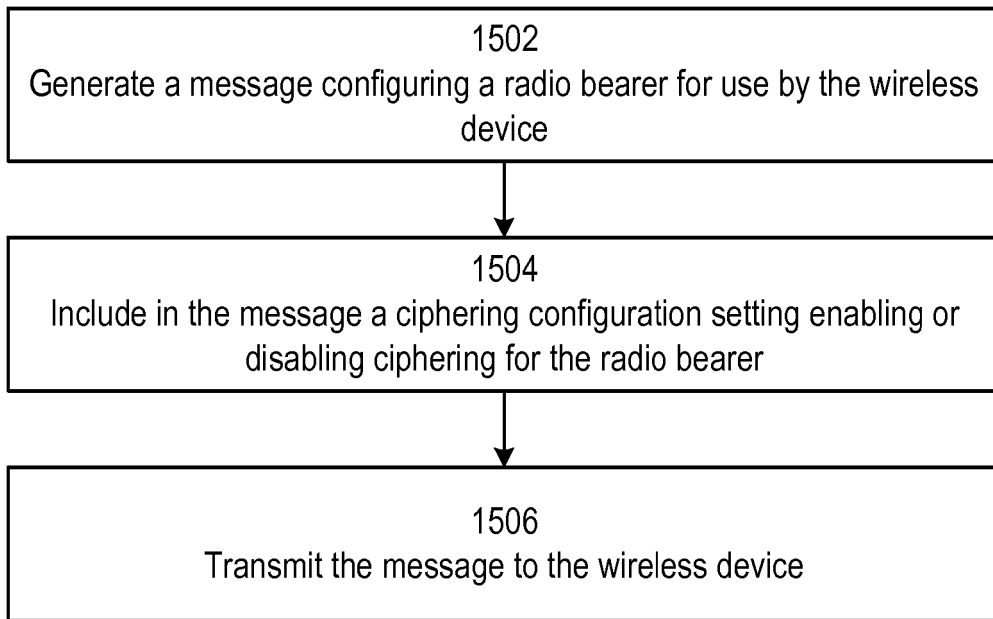 1502
Generate a message configuring a radio bearer for use by the wireless
device
1504
Include in the message a ciphering configuration setting enabling or
disabling ciphering for the radio bearer
1506
Transmit the message to the wireless device